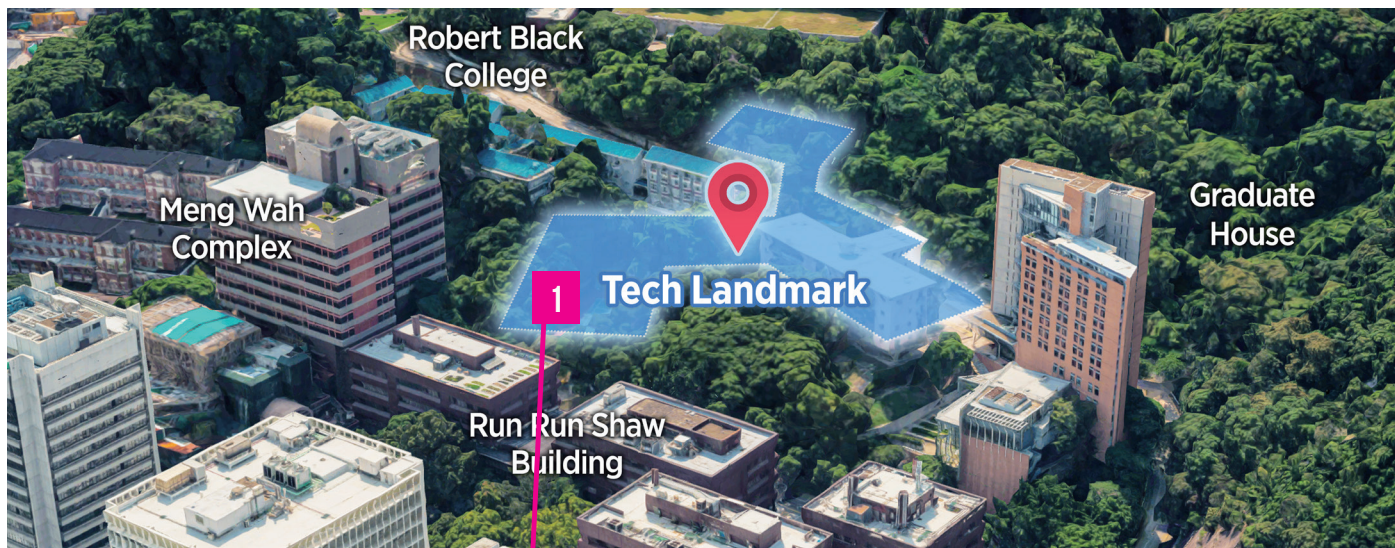 Robert Black
College
Meng Wah
Complex
Graduate
House
1
Tech Landmark
Run Run Shaw
Building